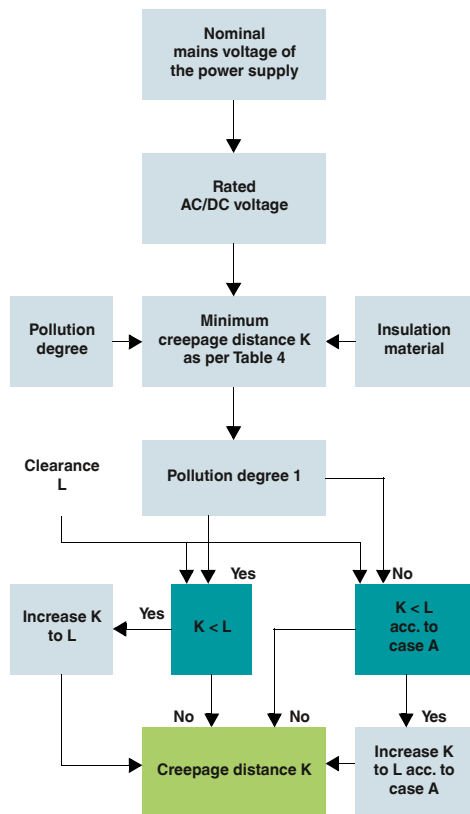 Nominal
mains voltage of
the power supply
Rated
AC/DC voltage
Pollution
degree
Minimum
creepage distance K
as per Table 4
Insulation
material
Clearance
L
Pollution degree 1
Yes
No
Increase K
to L
Yes
K < L
K < L
acc. to
case A
No
No
Yes
Creepage distance K
Increase K
to L acc. to
case A